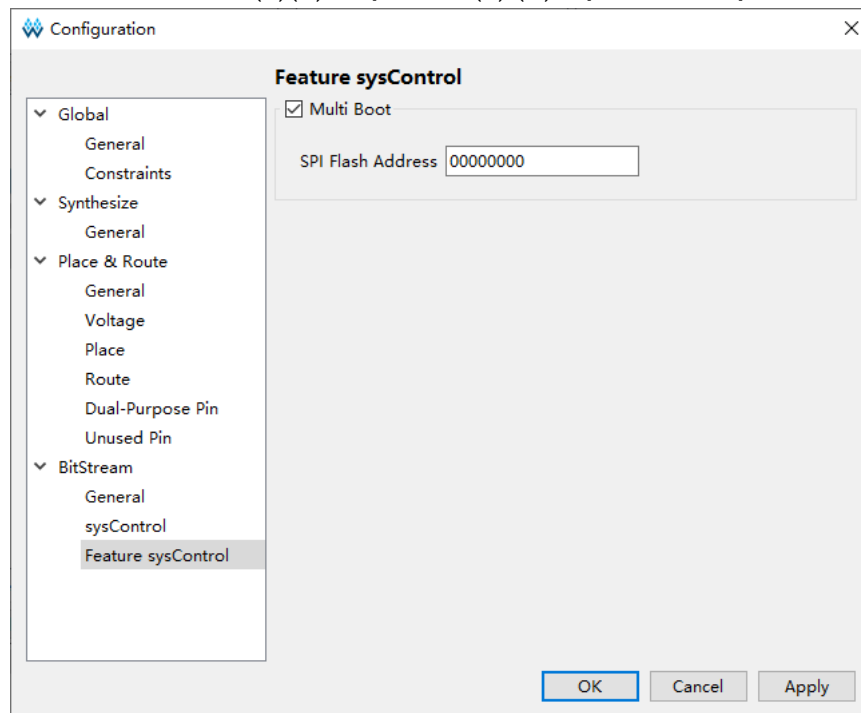 Configuration
Feature sysControl
Global
General
Constraints
Synthesize
General
Place & Route
General
Voltage
Place
Route
Dual-Purpose Pin
Unused Pin
BitStream
General
sysControl
Feature sysControl
Multi Boot
SPI Flash Address 00000000
OK Cancel Apply